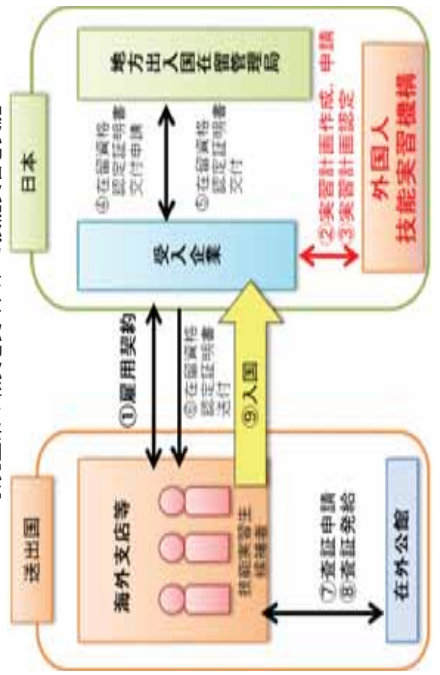 送出国
海外支店等
技能実習生
候補者
在外公館
⑦査証申請
⑧査証発給
①雇用契約
⑥在留資格
認定証明書
送付
⑨入国
日本
受入企業
地方出入国在留管理局
④在留資格
認定証明書
交付申請
⑤在留資格
認定証明書
交付
②実習計画作成、申請
③実習計画認定
外国人
技能実習機構